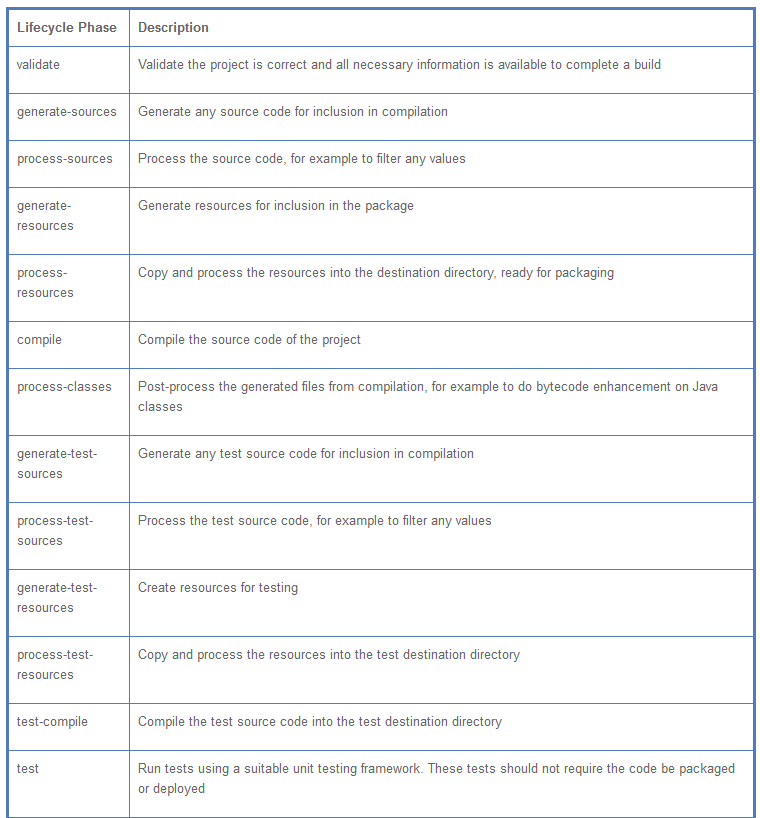 Lifecycle Phase Description
validate Validate the project is correct and all necessary information is available to complete a build
generate-sources Generate any source code for inclusion in compilation
process-sources Process the source code, for example to filter any values
generate- Generate resources for inclusion in the package
resources
process- Copy and process the resources into the destination directory, ready for packaging
resources
compile Compile the source code of the project
process-classes Post-process the generated files from compilation, for example to do bytecode enhancement on Java
classes
generate-test- Generate any test source code for inclusion in compilation
sources
process-test- Process the test source code, for example to filter any values
sources
generate-test- Create resources for testing
resources
process-test- Copy and process the resources into the test destination directory
resources
test-compile Compile the test source code into the test destination directory
test Run tests using a suitable unit testing framework. These tests should not require the code be packaged
or deployed